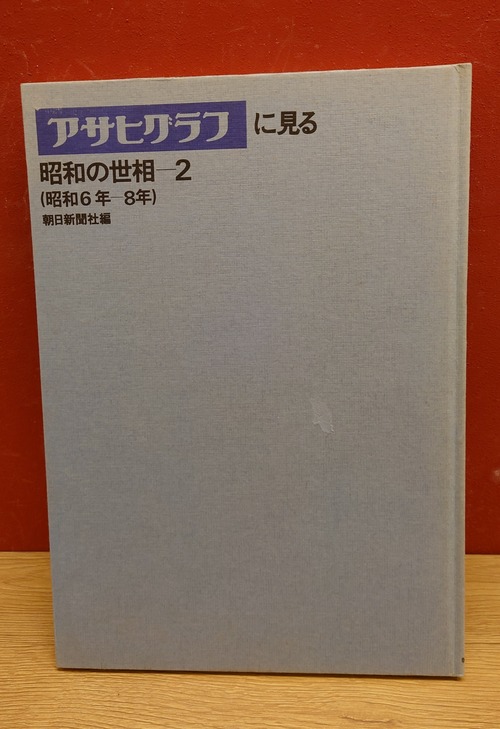 アサヒグラフに見る
昭和の世相—2
(昭和6年—8年)
朝日新聞社編